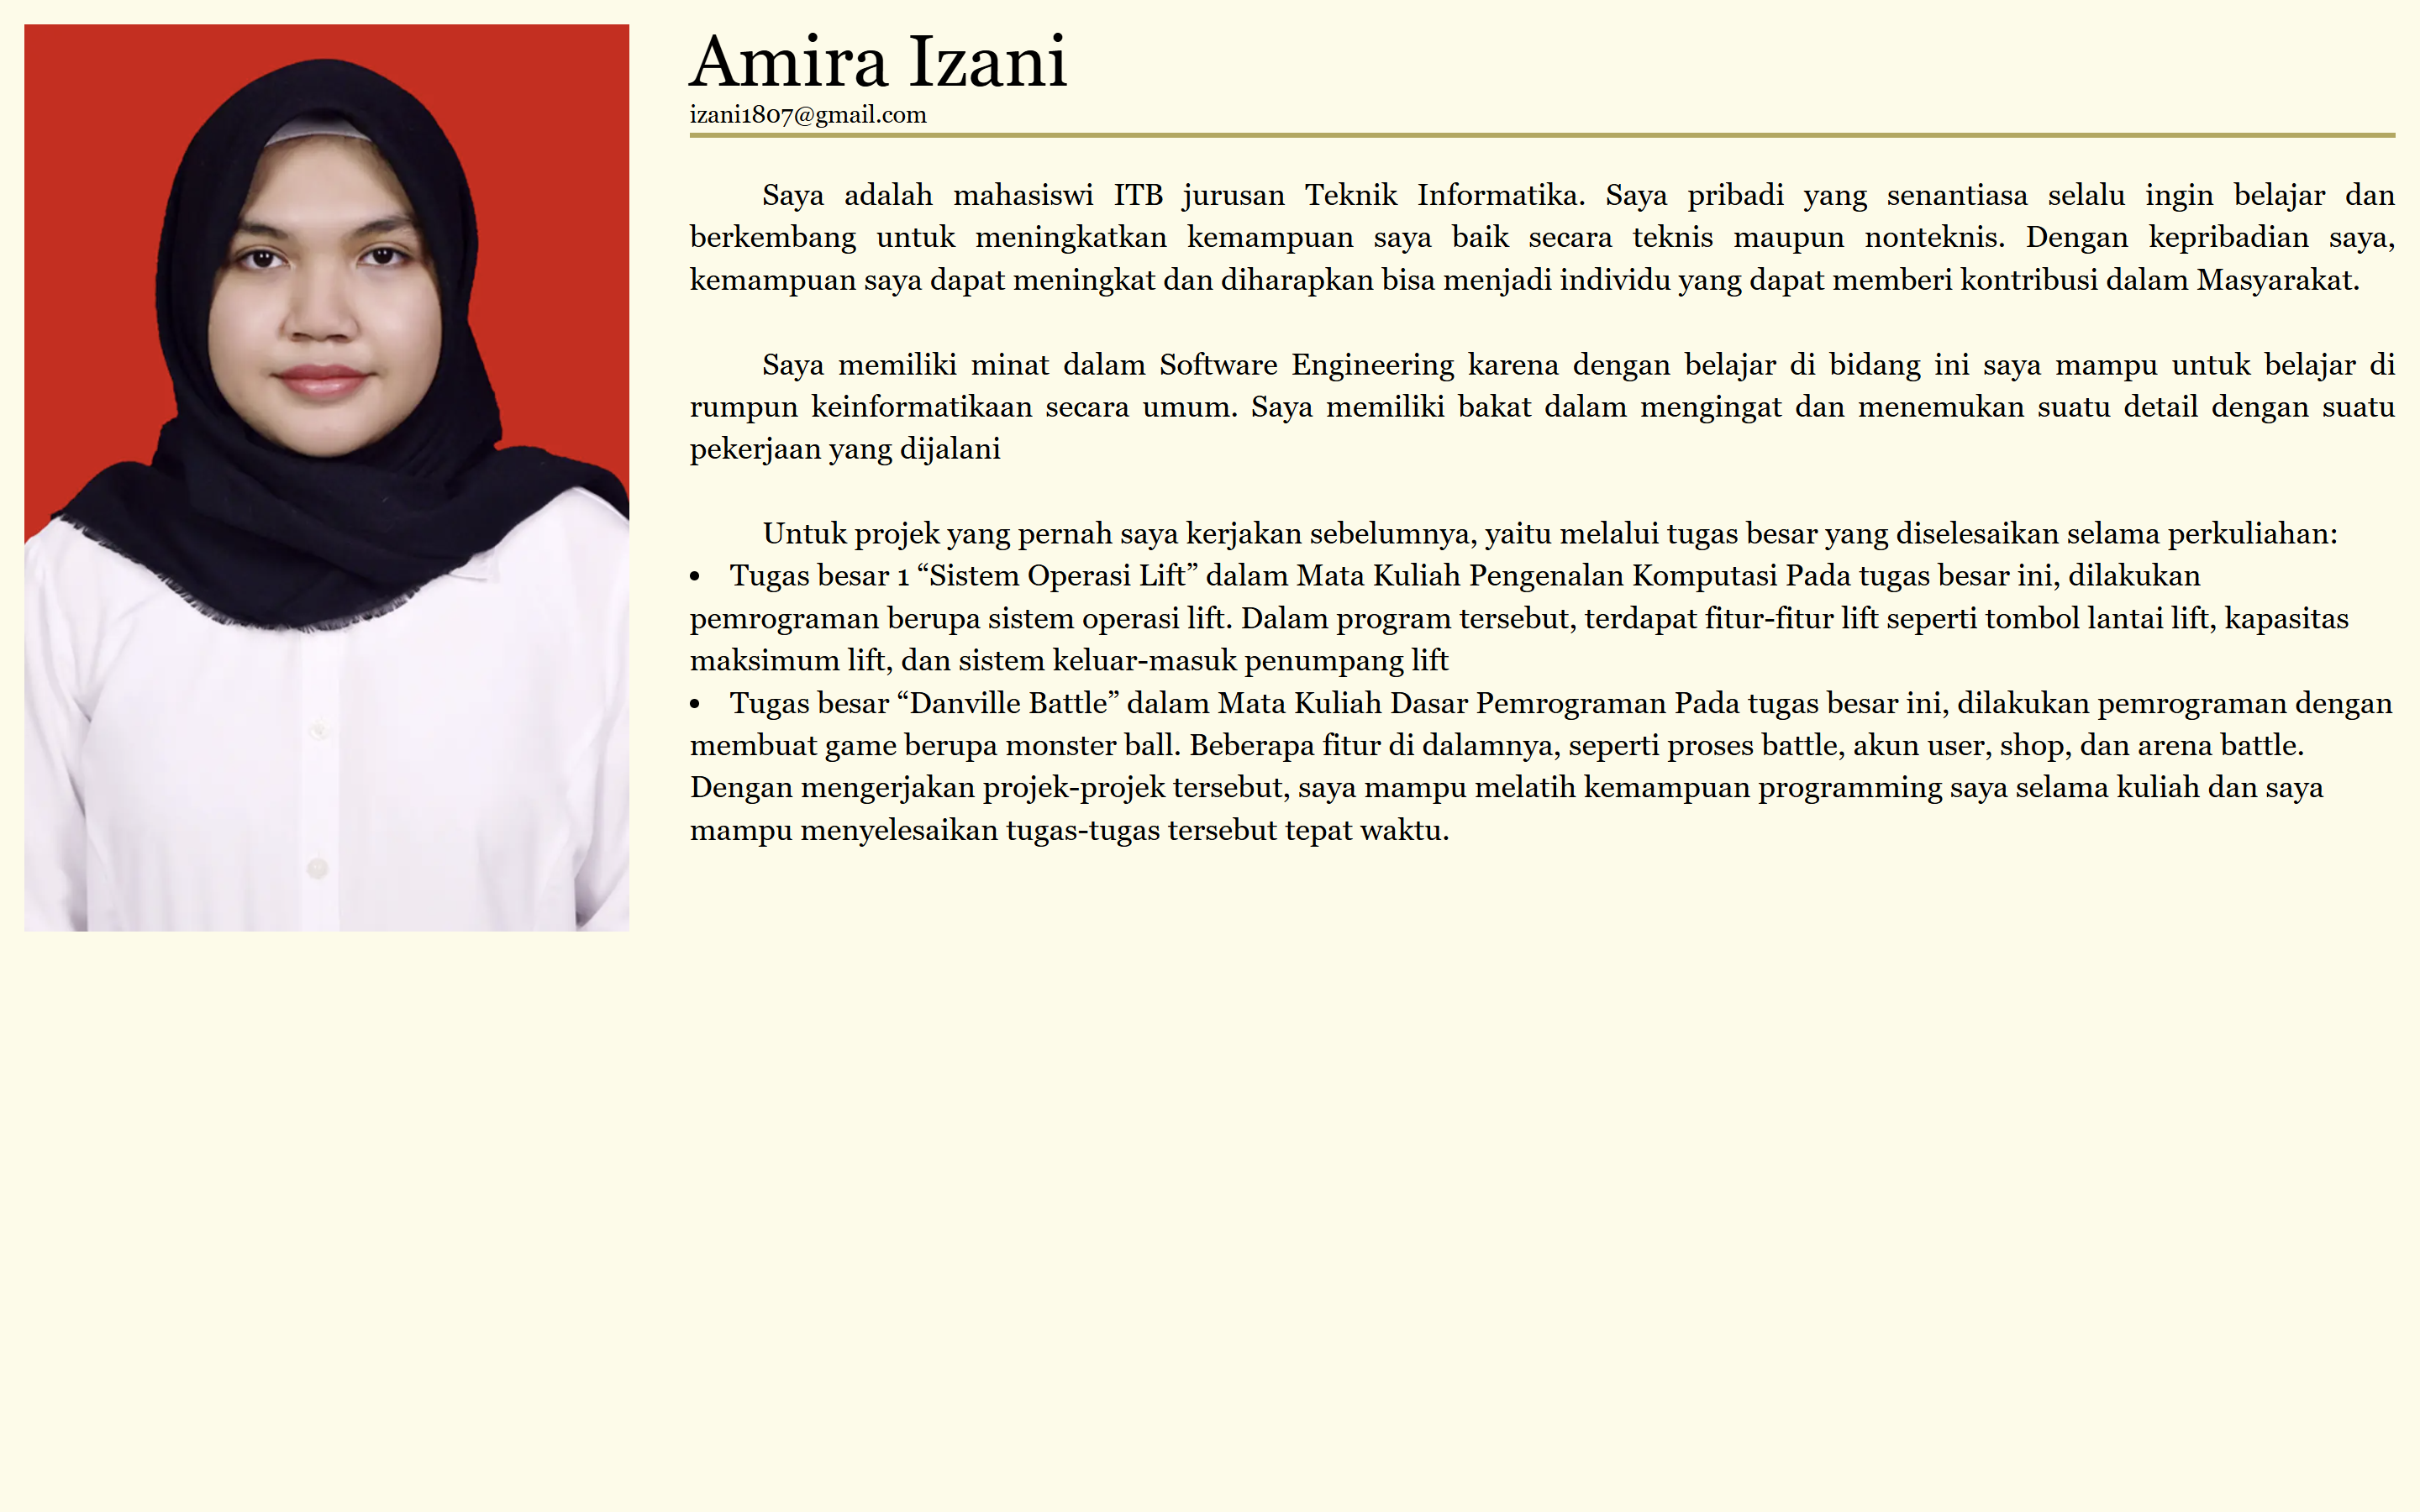 Amira Izani
izani1807@gmail.com
Saya adalah mahasiswi ITB jurusan Teknik Informatika. Saya pribadi yang senantiasa selalu ingin belajar dan
berkembang untuk meningkatkan kemampuan saya baik secara teknis maupun nonteknis. Dengan kepribadian saya,
kemampuan saya dapat meningkat dan diharapkan bisa menjadi individu yang dapat memberi kontribusi dalam Masyarakat.
Saya memiliki minat dalam Software Engineering karena dengan belajar di bidang ini saya mampu untuk belajar di
rumpun keinformatikaan secara umum. Saya memiliki bakat dalam mengingat dan menemukan suatu detail dengan suatu
pekerjaan yang dijalani
Untuk projek yang pernah saya kerjakan sebelumnya, yaitu melalui tugas besar yang diselesaikan selama perkuliahan:
• Tugas besar 1 “Sistem Operasi Lift” dalam Mata Kuliah Pengenalan Komputasi Pada tugas besar ini, dilakukan
pemrograman berupa sistem operasi lift. Dalam program tersebut, terdapat fitur-fitur lift seperti tombol lantai lift, kapasitas
maksimum lift, dan sistem keluar-masuk penumpang lift
• Tugas besar “Danville Battle” dalam Mata Kuliah Dasar Pemrograman Pada tugas besar ini, dilakukan pemrograman dengan
membuat game berupa monster ball. Beberapa fitur di dalamnya, seperti proses battle, akun user, shop, dan arena battle.
Dengan mengerjakan projek-projek tersebut, saya mampu melatih kemampuan programming saya selama kuliah dan saya
mampu menyelesaikan tugas-tugas tersebut tepat waktu.